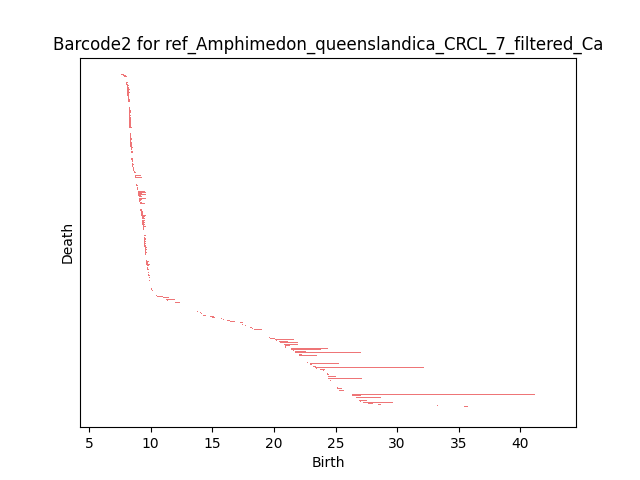 Barcode2 for ref_Amphimedon_queenslandica_CRCL_7_filtered_Ca
Death
5 10 15 20 25 30 35 40
Birth